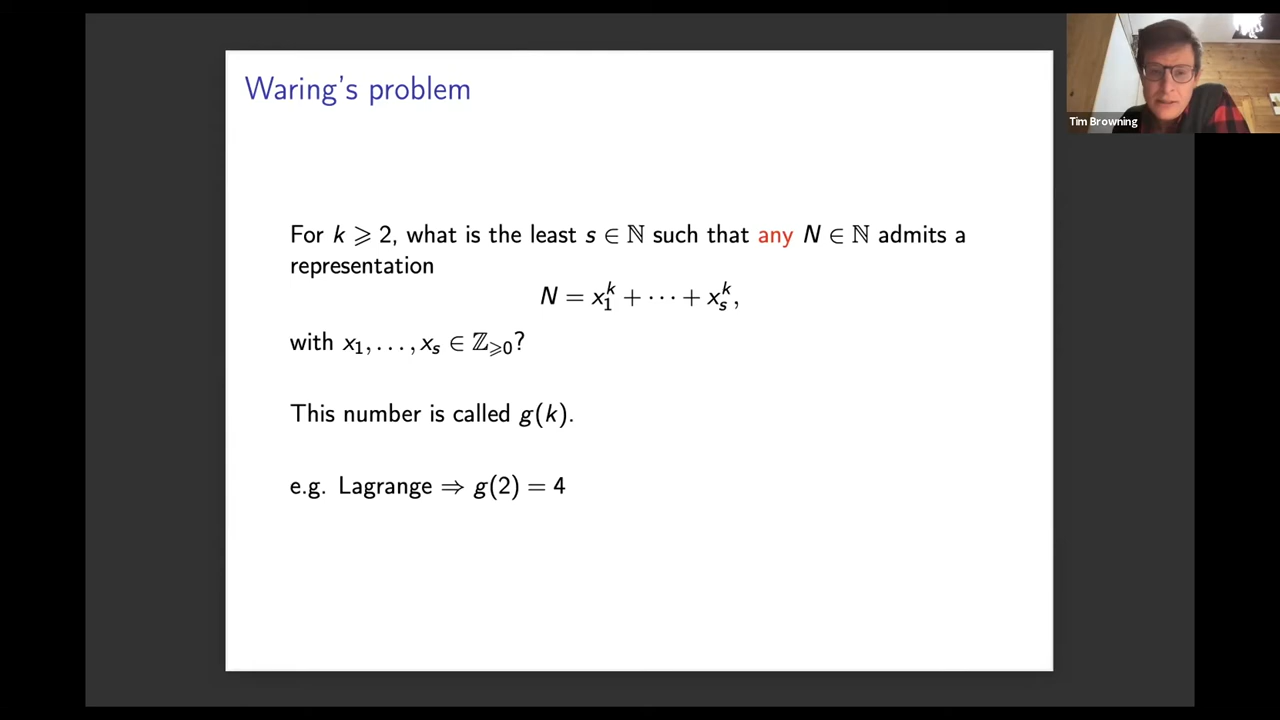 Waring's problem
Tim Browning
For k ⩾ 2, what is the least s ∈ ℕ such that any N ∈ ℕ admits a
representation
N = x₁ᵏ + ⋯ + xₛᵏ,
with x₁, . . . , xₛ ∈ ℤ⩾0?
This number is called g(k).
e.g. Lagrange ⇒ g(2) = 4